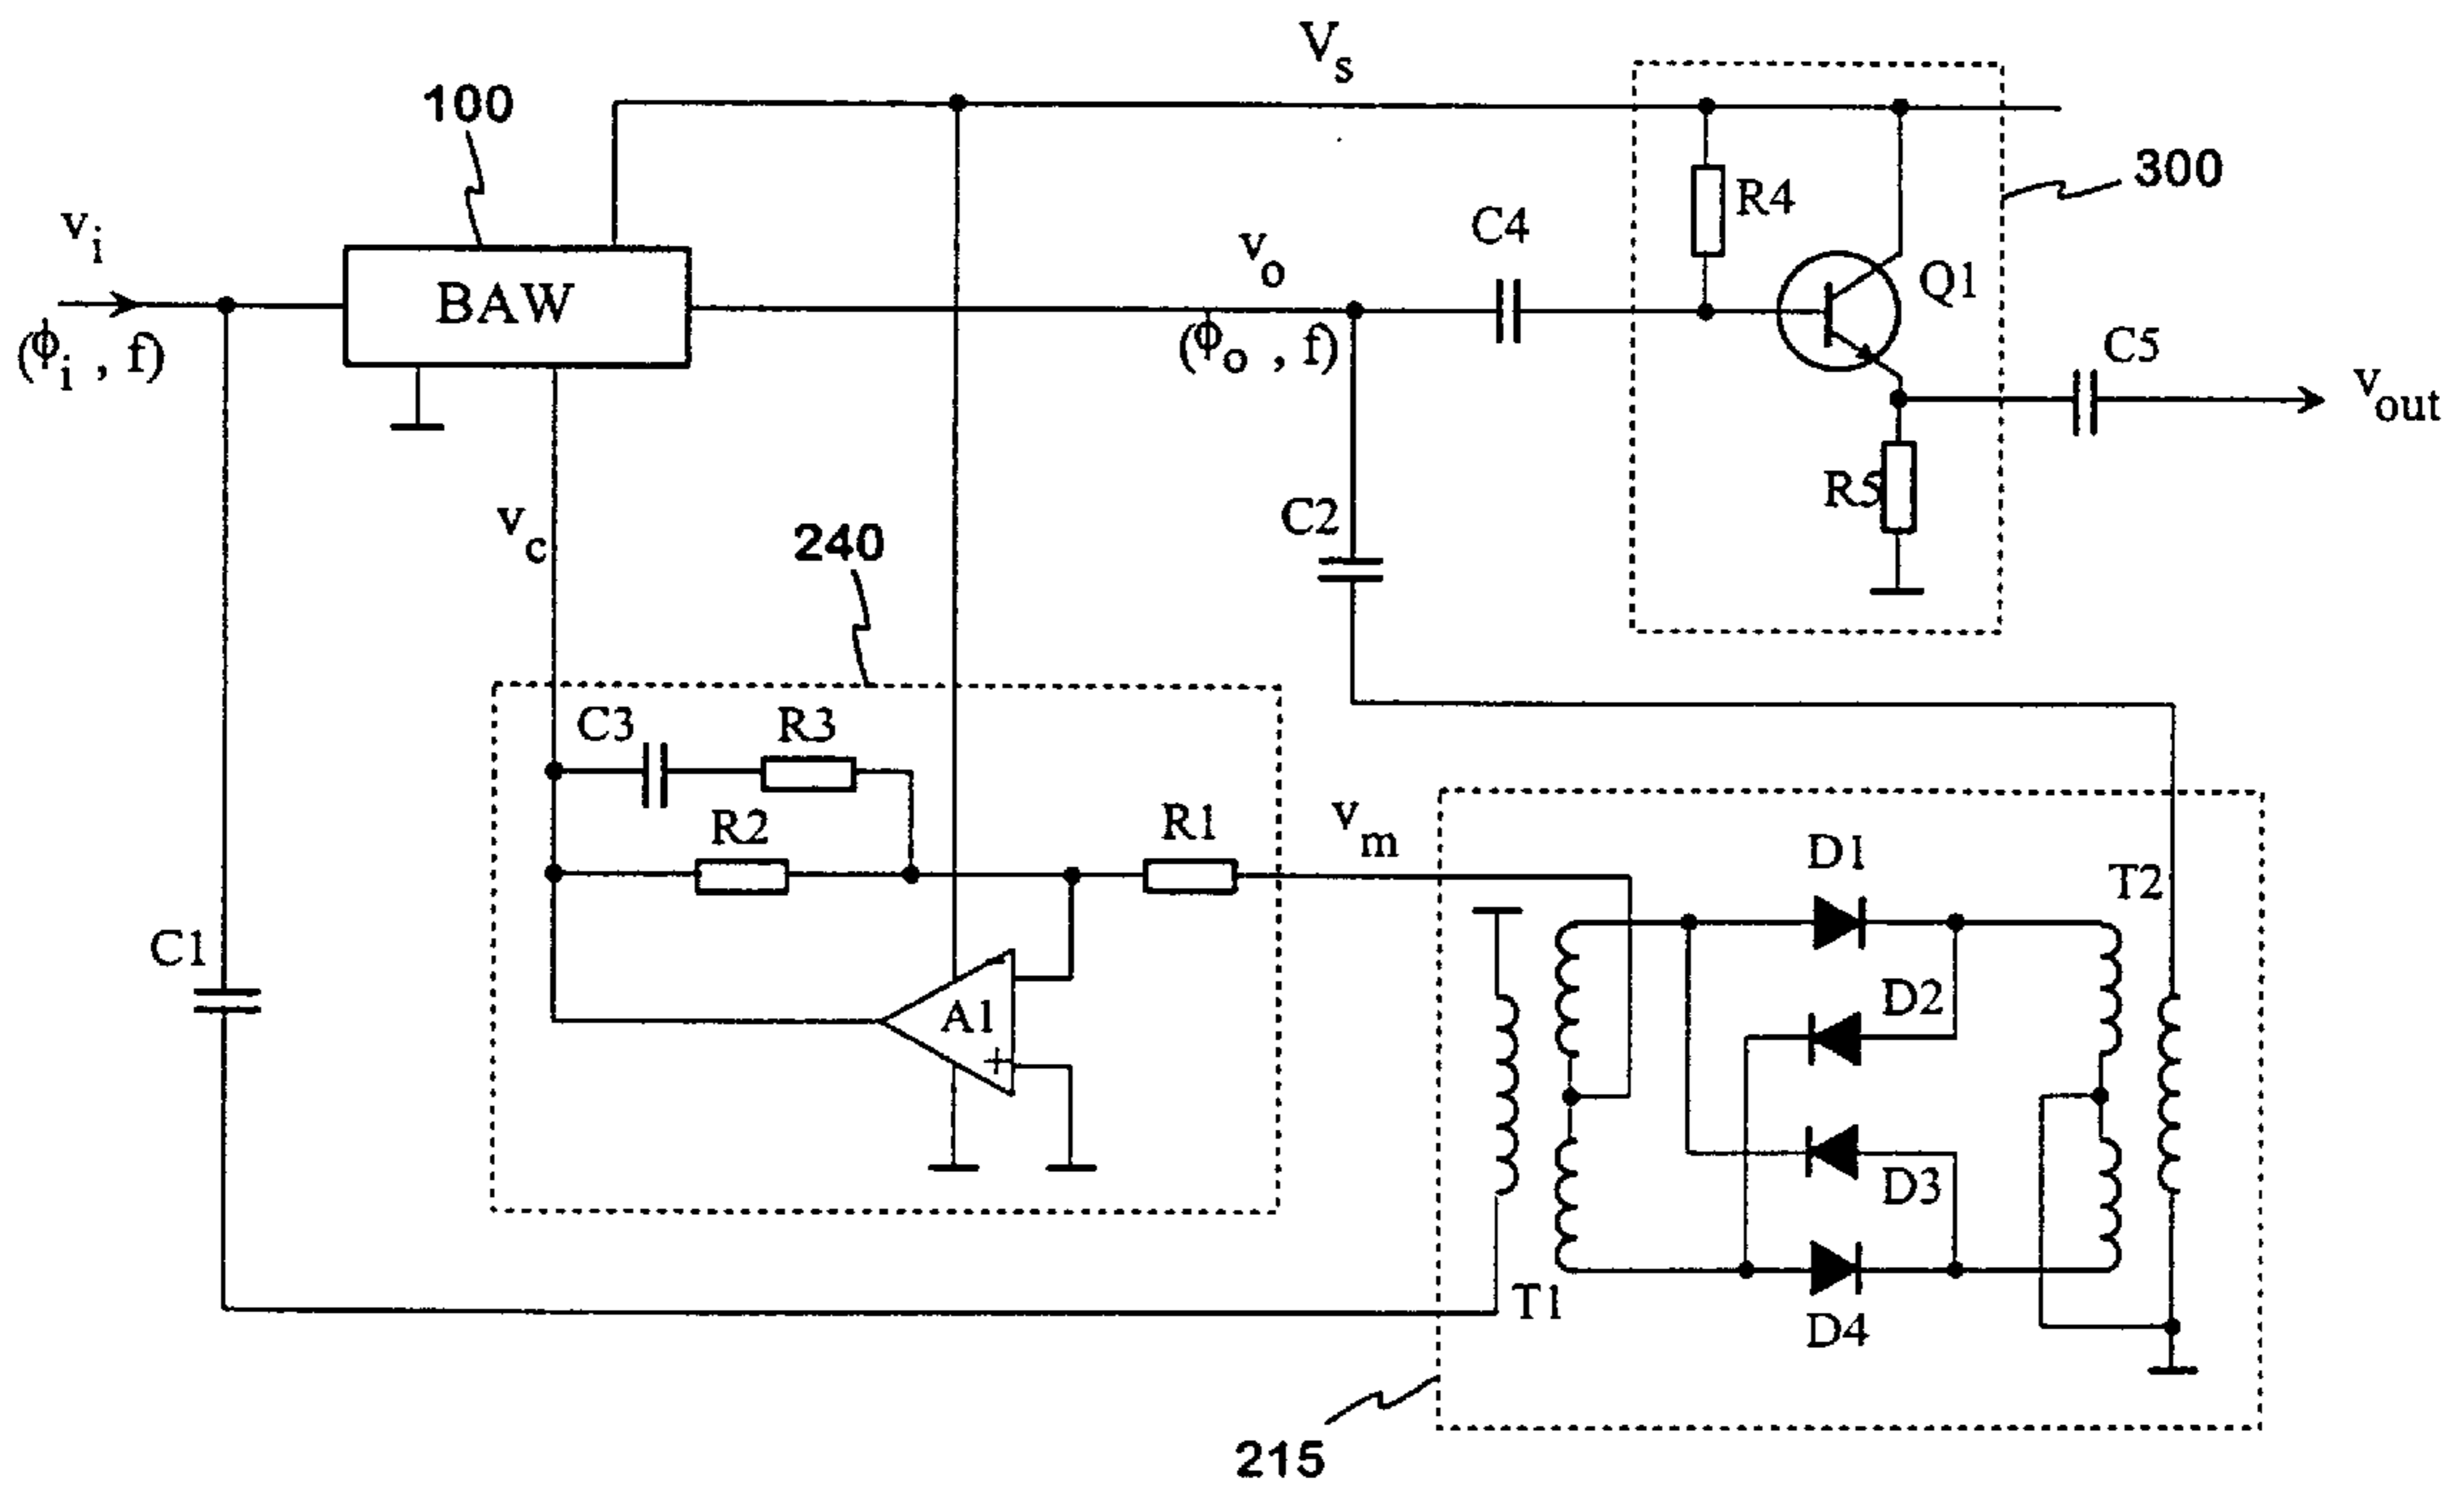 Vs
100
300
vi
R4
C4
vo
Q1
BAW
(ϕi , f)
(ϕo , f)
C5
vout
R5
C2
vc
240
C3
R3
R2
R1
vm
D1
T2
C1
D2
-
A1
+
D3
T1
D4
215